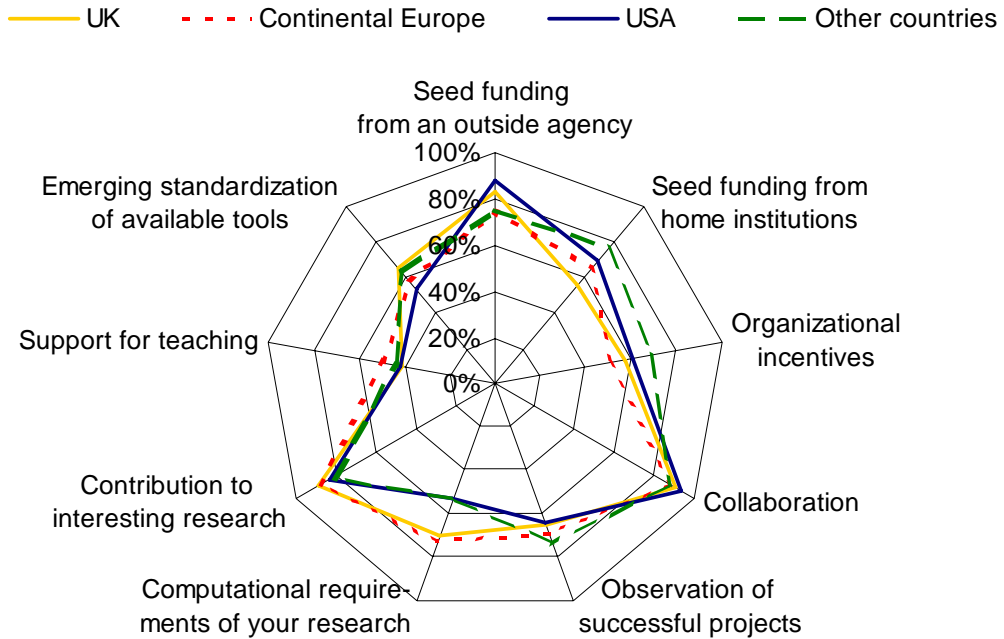 UK
Continental Europe
USA
Other countries
Seed funding
from an outside agency
100%
80%
60%
40%
20%
0%
Seed funding from
home institutions
Organizational
incentives
Collaboration
Observation of
successful projects
Computational require-
ments of your research
Contribution to
interesting research
Support for teaching
Emerging standardization
of available tools